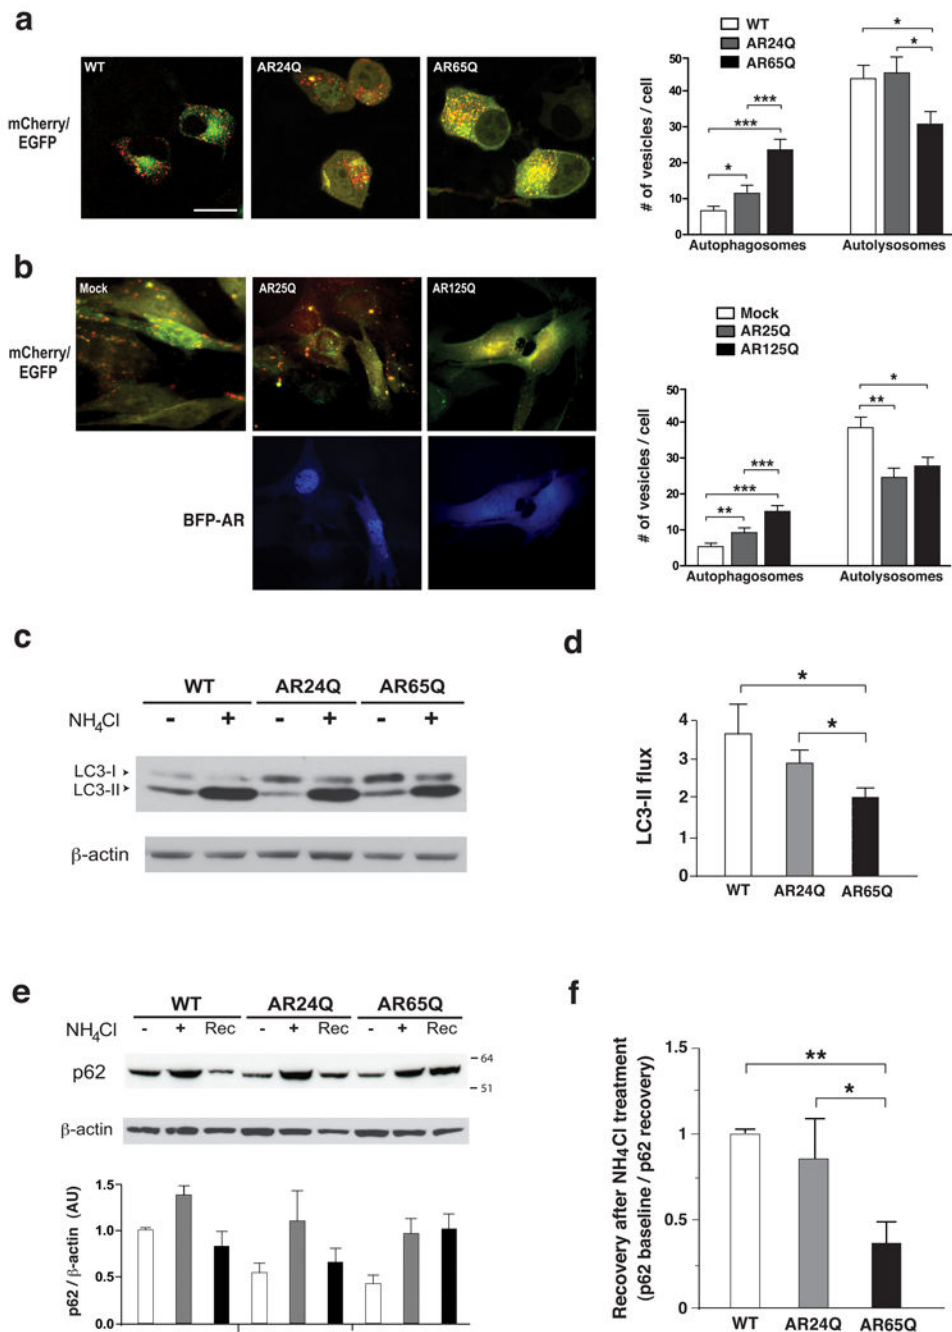 a
WT
AR24Q
AR65Q
mCherry/
EGFP
WT
AR24Q
AR65Q
# of vesicles / cell
50
40
30
20
10
0
*
***
***
*
*
Autophagosomes
Autolysosomes
b
Mock
AR25Q
AR125Q
mCherry/
EGFP
BFP-AR
Mock
AR25Q
AR125Q
# of vesicles / cell
50
40
30
20
10
0
**
***
***
**
*
Autophagosomes
Autolysosomes
c
WT AR24Q AR65Q
NH4Cl - + - + - +
LC3-I
LC3-II
β-actin
d
LC3-II flux
4
3
2
1
0
*
*
WT AR24Q AR65Q
e
WT AR24Q AR65Q
NH4Cl - + Rec - + Rec - + Rec
p62
64
51
β-actin
p62 / β-actin (AU)
1.5
1.0
0.5
0.0
f
Recovery after NH4Cl treatment
(p62 baseline / p62 recovery)
1
0.5
0
**
*
WT AR24Q AR65Q